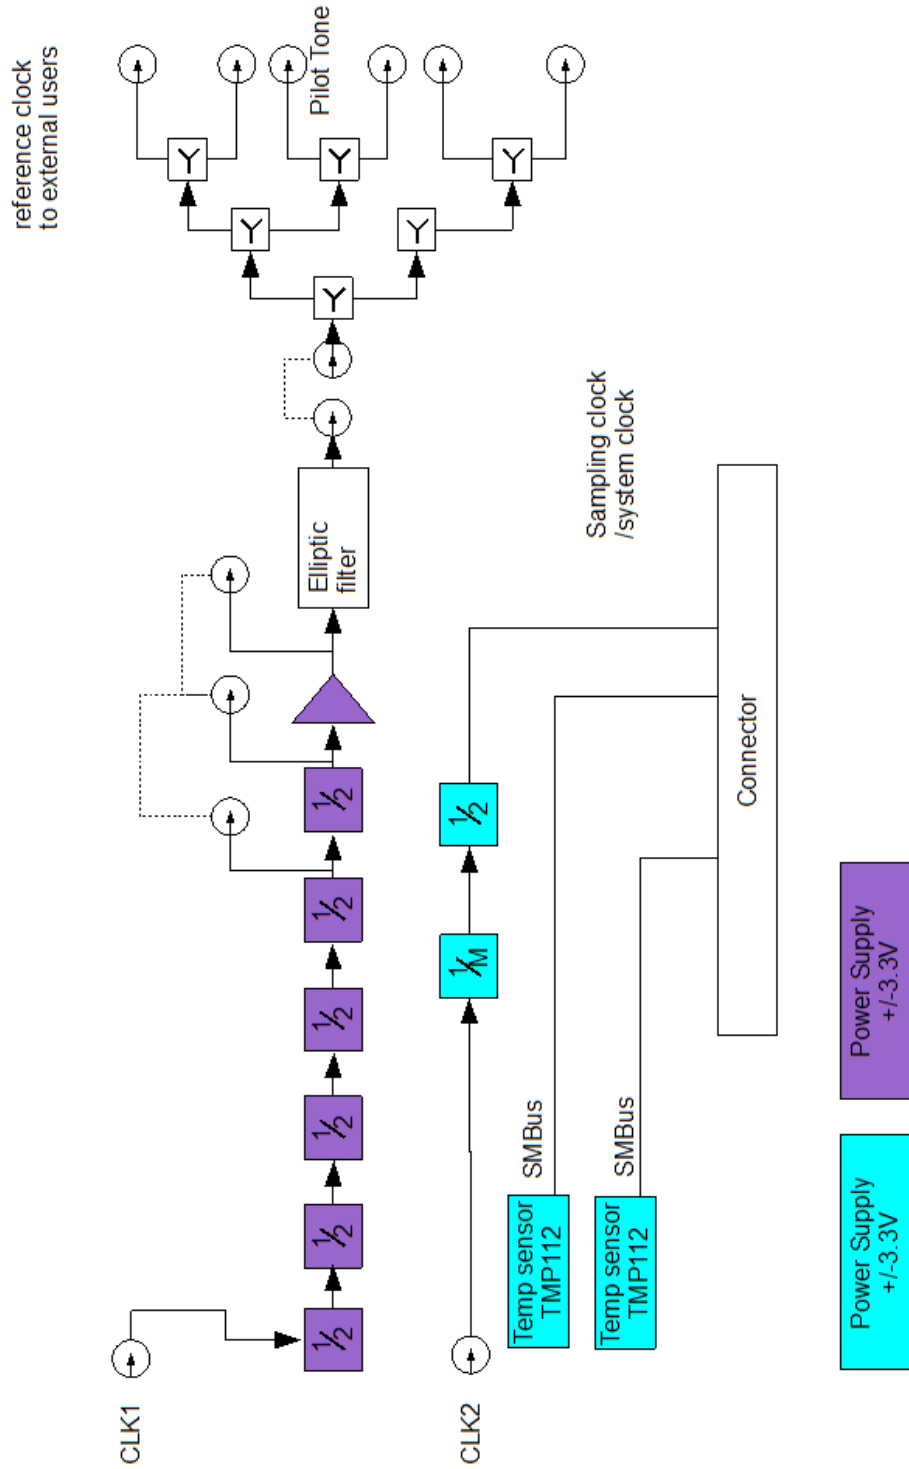 reference clock
to external users
Pilot Tone
Y
Y
Y
Y
Y
Y
CLK1
1/2
1/2
1/2
1/2
1/2
1/2
Elliptic
filter
CLK2
1/M
1/2
Sampling clock
/system clock
Temp sensor
TMP112
SMBus
Temp sensor
TMP112
SMBus
Connector
Power Supply
+/-3.3V
Power Supply
+/-3.3V